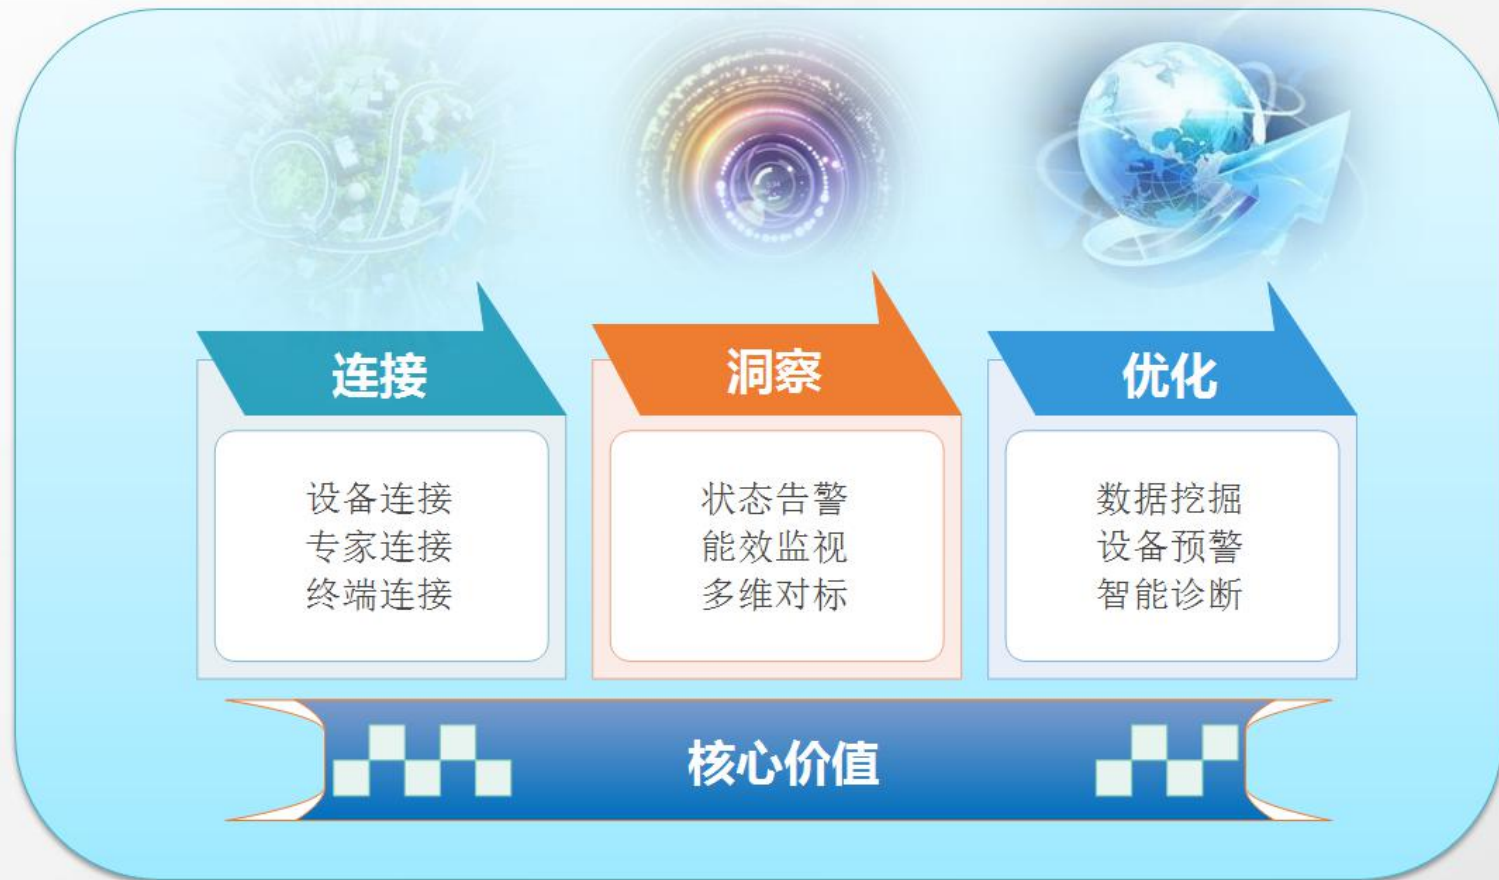 连接
设备连接
专家连接
终端连接
洞察
状态告警
能效监视
多维对标
优化
数据挖掘
设备预警
智能诊断
核心价值